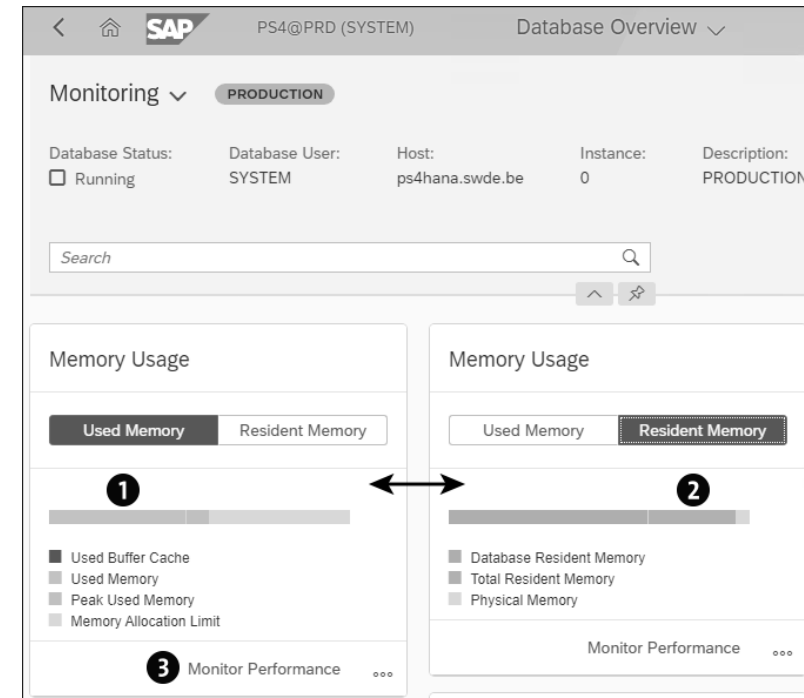 SAP PS4@PRD (SYSTEM) Database Overview
Monitoring PRODUCTION
Database Status: Database User: Host: Instance: Description:
Running SYSTEM ps4hana.swde.be 0 PRODUCTION
Search
Memory Usage
Used Memory Resident Memory
1
Used Buffer Cache
Used Memory
Peak Used Memory
Memory Allocation Limit
3 Monitor Performance
Memory Usage
Used Memory Resident Memory
2
Database Resident Memory
Total Resident Memory
Physical Memory
Monitor Performance